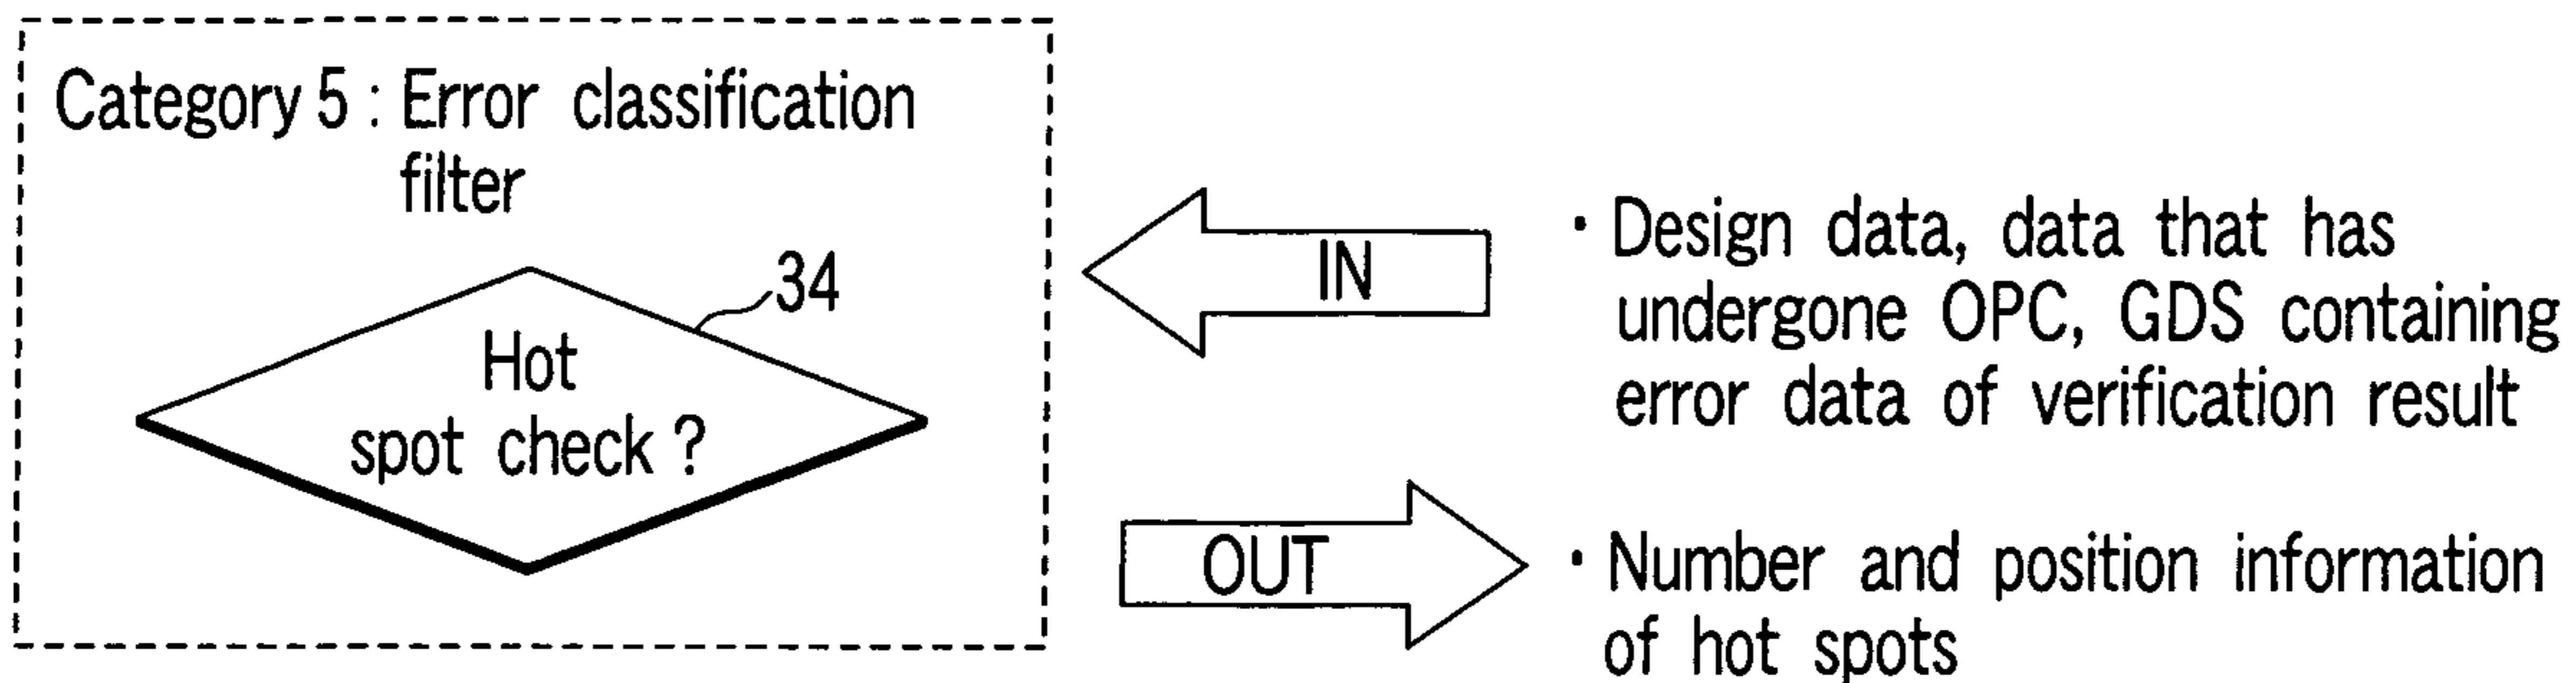 Category 5 : Error classification
filter
34
Hot
spot check ?
IN
· Design data, data that has
undergone OPC, GDS containing
error data of verification result
OUT
· Number and position information
of hot spots